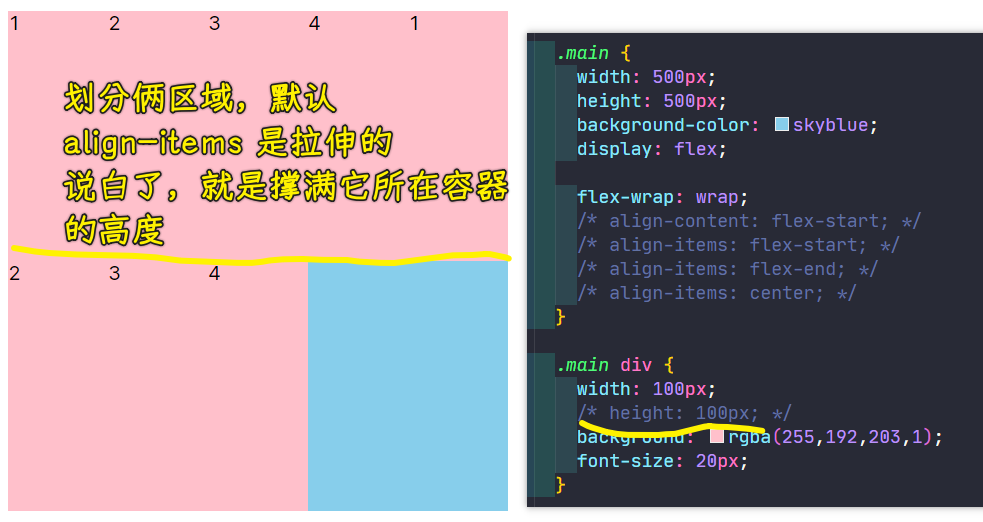 1 2 3 4 1
划分俩区域，默认
align-items 是拉伸的
说白了，就是撑满它所在容器
的高度
2 3 4
.main {
width: 500px;
height: 500px;
background-color: skyblue;
display: flex;
flex-wrap: wrap;
/* align-content: flex-start; */
/* align-items: flex-start; */
/* align-items: flex-end; */
/* align-items: center; */
}
.main div {
width: 100px;
/* height: 100px; */
background: rgba(255,192,203,1);
font-size: 20px;
}